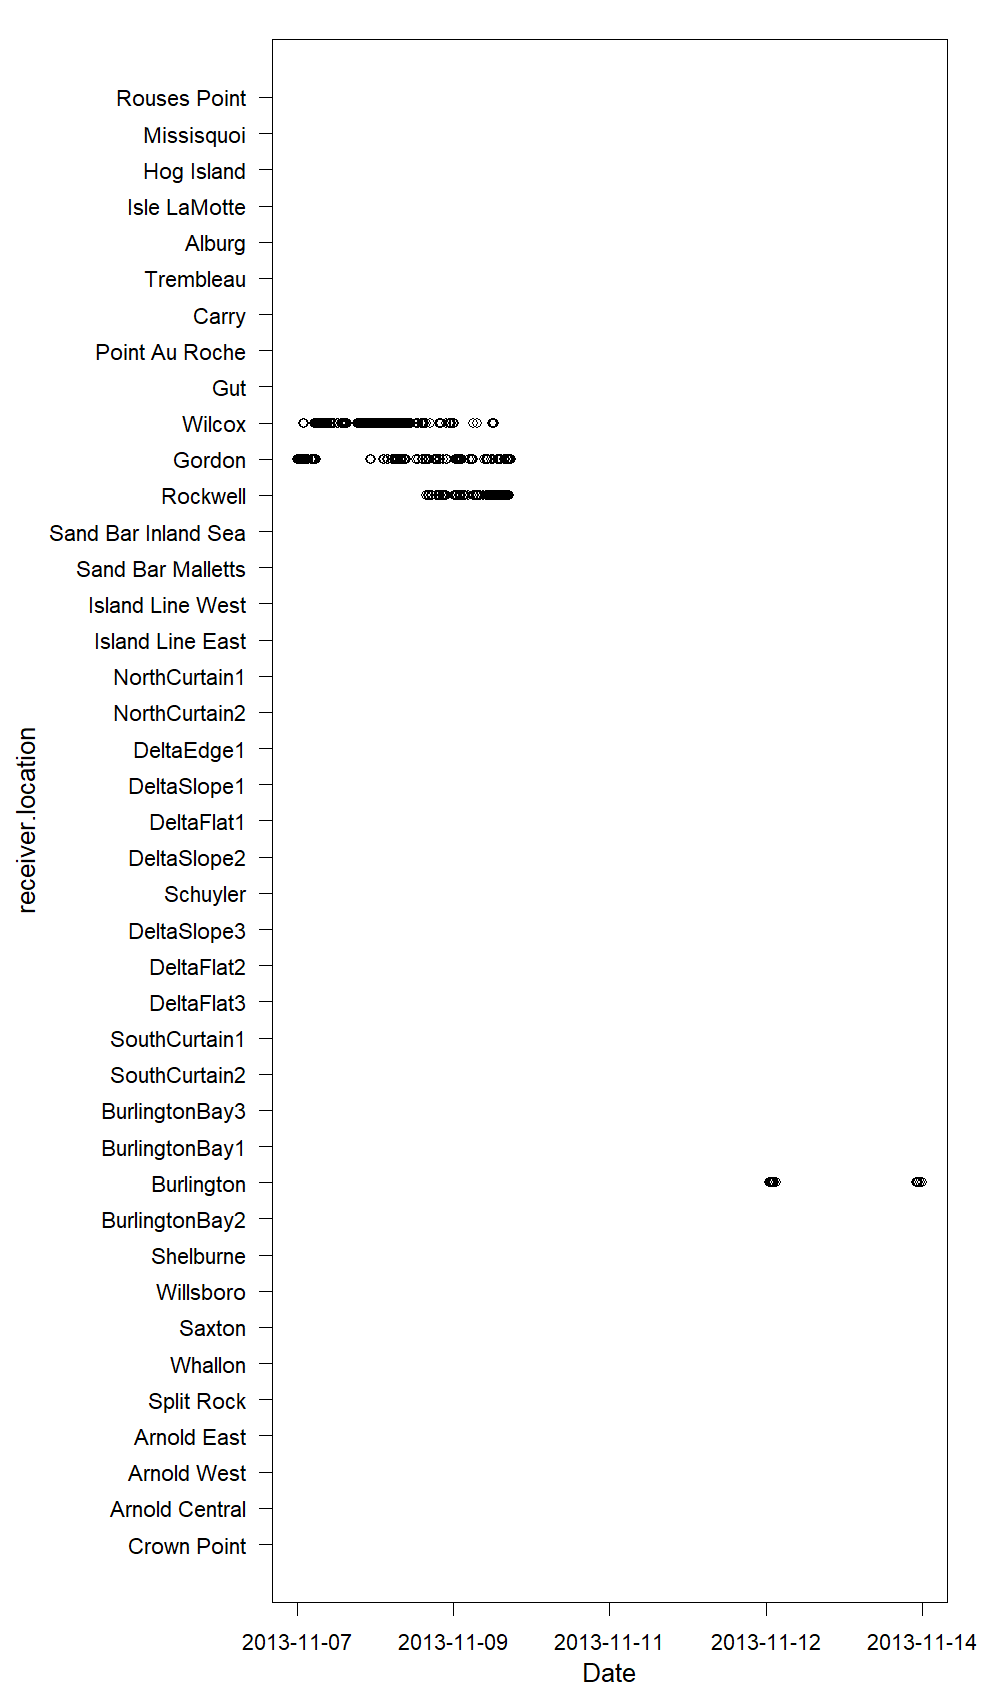 Rouses Point
Missisquoi
Hog Island
Isle LaMotte
Alburg
Trembleau
Carry
Point Au Roche
Gut
Wilcox
Gordon
Rockwell
Sand Bar Inland Sea
Sand Bar Malletts
Island Line West
Island Line East
NorthCurtain1
NorthCurtain2
DeltaEdge1
DeltaSlope1
DeltaFlat1
DeltaSlope2
Schuyler
DeltaSlope3
DeltaFlat2
DeltaFlat3
SouthCurtain1
SouthCurtain2
BurlingtonBay3
BurlingtonBay1
Burlington
BurlingtonBay2
Shelburne
Willsboro
Saxton
Whallon
Split Rock
Arnold East
Arnold West
Arnold Central
Crown Point
receiver.location
2013-11-07 2013-11-09 2013-11-11 2013-11-12 2013-11-14
Date